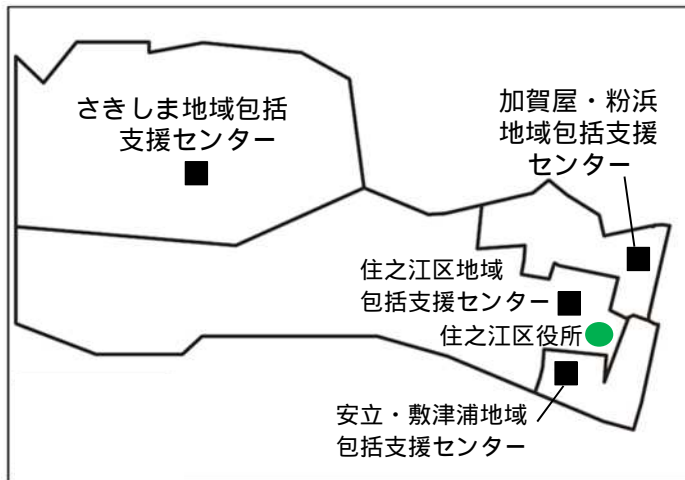 さきしま地域包括
支援センター
加賀屋・粉浜
地域包括支援
センター
住之江区地域
包括支援センター
住之江区役所
安立・敷津浦地域
包括支援センター